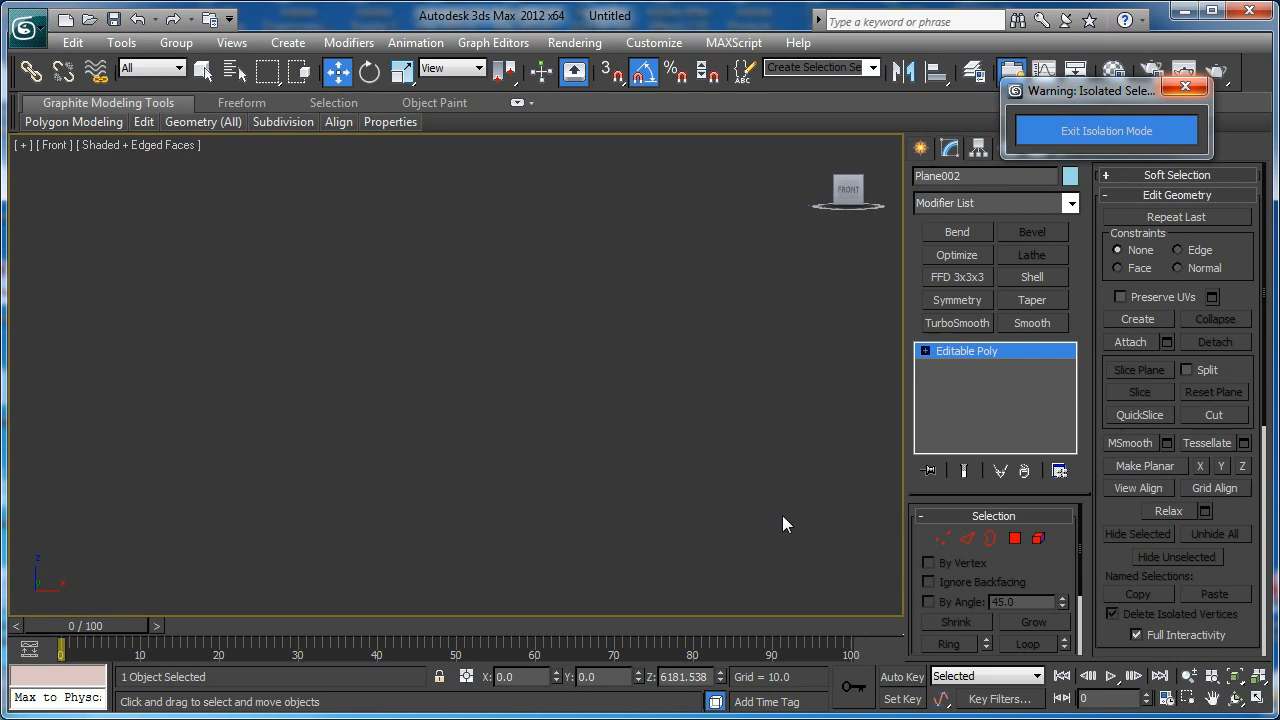 Autodesk 3ds Max 2012 x64 Untitled
Type a keyword or phrase
Edit Tools Group Views Create Modifiers Animation Graph Editors Rendering Customize MAXScript Help
All View 3 Create Selection Se
Graphite Modeling Tools Freeform Selection Object Paint
Warning: Isolated Sele...
Polygon Modeling Edit Geometry (All) Subdivision Align Properties
Exit Isolation Mode
[ + ] [ Front ] [ Shaded + Edged Faces ]
FRONT
Plane002
Modifier List
Bend Bevel
Optimize Lathe
FFD 3x3x3 Shell
Symmetry Taper
TurboSmooth Smooth
+ Editable Poly
- Selection
By Vertex
Ignore Backfacing
By Angle: 45.0
Shrink Grow
Ring Loop
+ Soft Selection
- Edit Geometry
Repeat Last
Constraints
None Edge
Face Normal
Preserve UVs
Create Collapse
Attach Detach
Slice Plane Split
Slice Reset Plane
QuickSlice Cut
MSmooth Tessellate
Make Planar X Y Z
View Align Grid Align
Relax
Hide Selected Unhide All
Hide Unselected
Named Selections:
Copy Paste
Delete Isolated Vertices
Full Interactivity
z
y x
< 0 / 100 >
0 10 20 30 40 50 60 70 80 90 100
1 Object Selected X: 0.0 Y: 0.0 Z: 6181.538 Grid = 10.0 Auto Key Selected
Max to Physca
Click and drag to select and move objects Add Time Tag Set Key Key Filters... 0